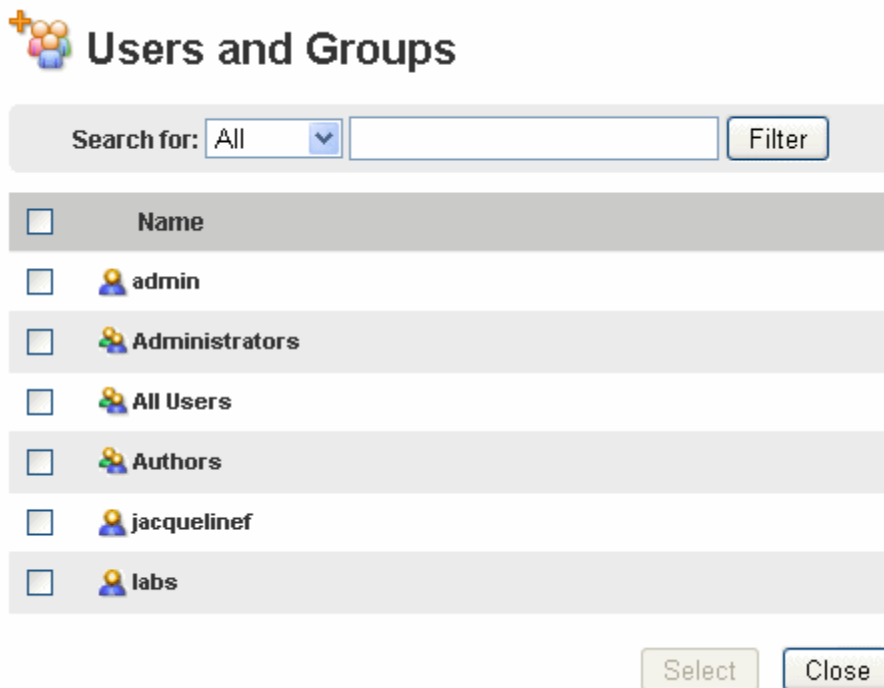 Users and Groups
Search for: All Filter
Name
admin
Administrators
All Users
Authors
jacquelinef
labs
Select Close